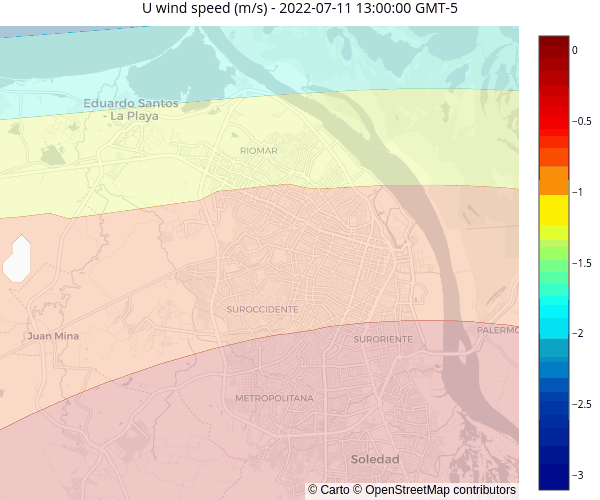 U wind speed (m/s) - 2022-07-11 13:00:00 GMT-5
Eduardo Santos
- La Playa
RIOMAR
SUROCCIDENTE
Juan Mina
SURORIENTE
PALERMO
METROPOLITANA
Soledad
© Carto © OpenStreetMap contributors
0
−0.5
−1
−1.5
−2
−2.5
−3